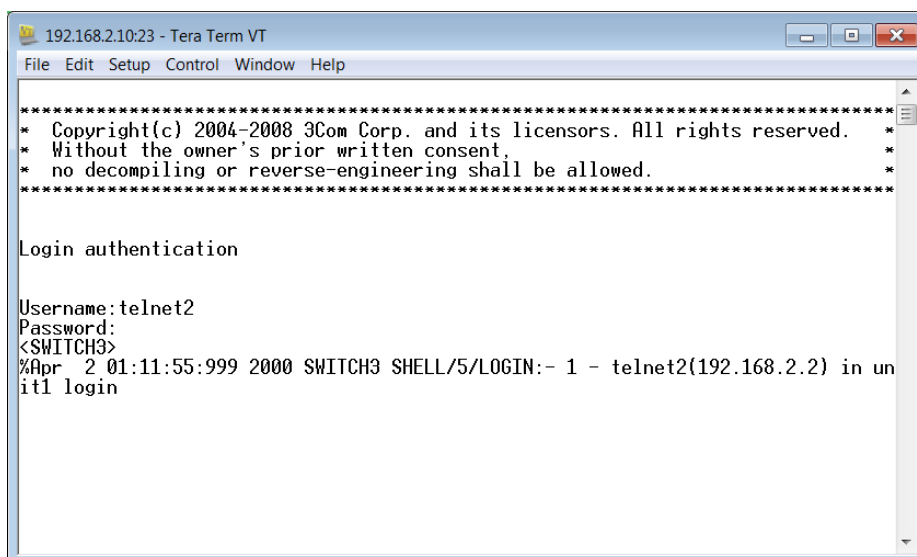 192.168.2.10:23 - Tera Term VT
File Edit Setup Control Window Help
********************************************************************************
*  Copyright(c) 2004-2008 3Com Corp. and its licensors. All rights reserved.   *
*  Without the owner's prior written consent,                                  *
*  no decompiling or reverse-engineering shall be allowed.                     *
********************************************************************************
Login authentication
Username:telnet2
Password:
<SWITCH3>
%Apr  2 01:11:55:999 2000 SWITCH3 SHELL/5/LOGIN:- 1 - telnet2(192.168.2.2) in un
it1 login